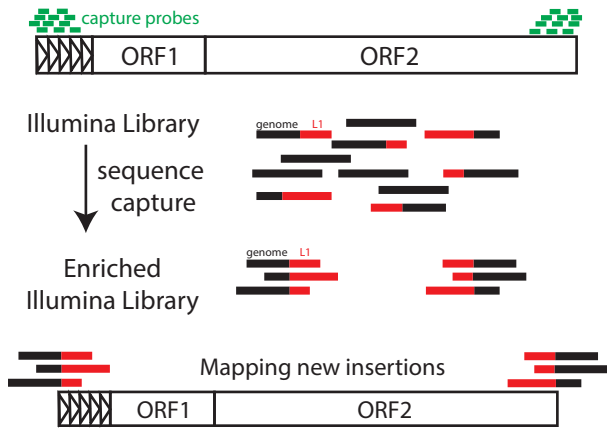 capture probes
ORF1
ORF2
Illumina Library
genome
L1
sequence
capture
genome
L1
Enriched
Illumina Library
Mapping new insertions
ORF1
ORF2